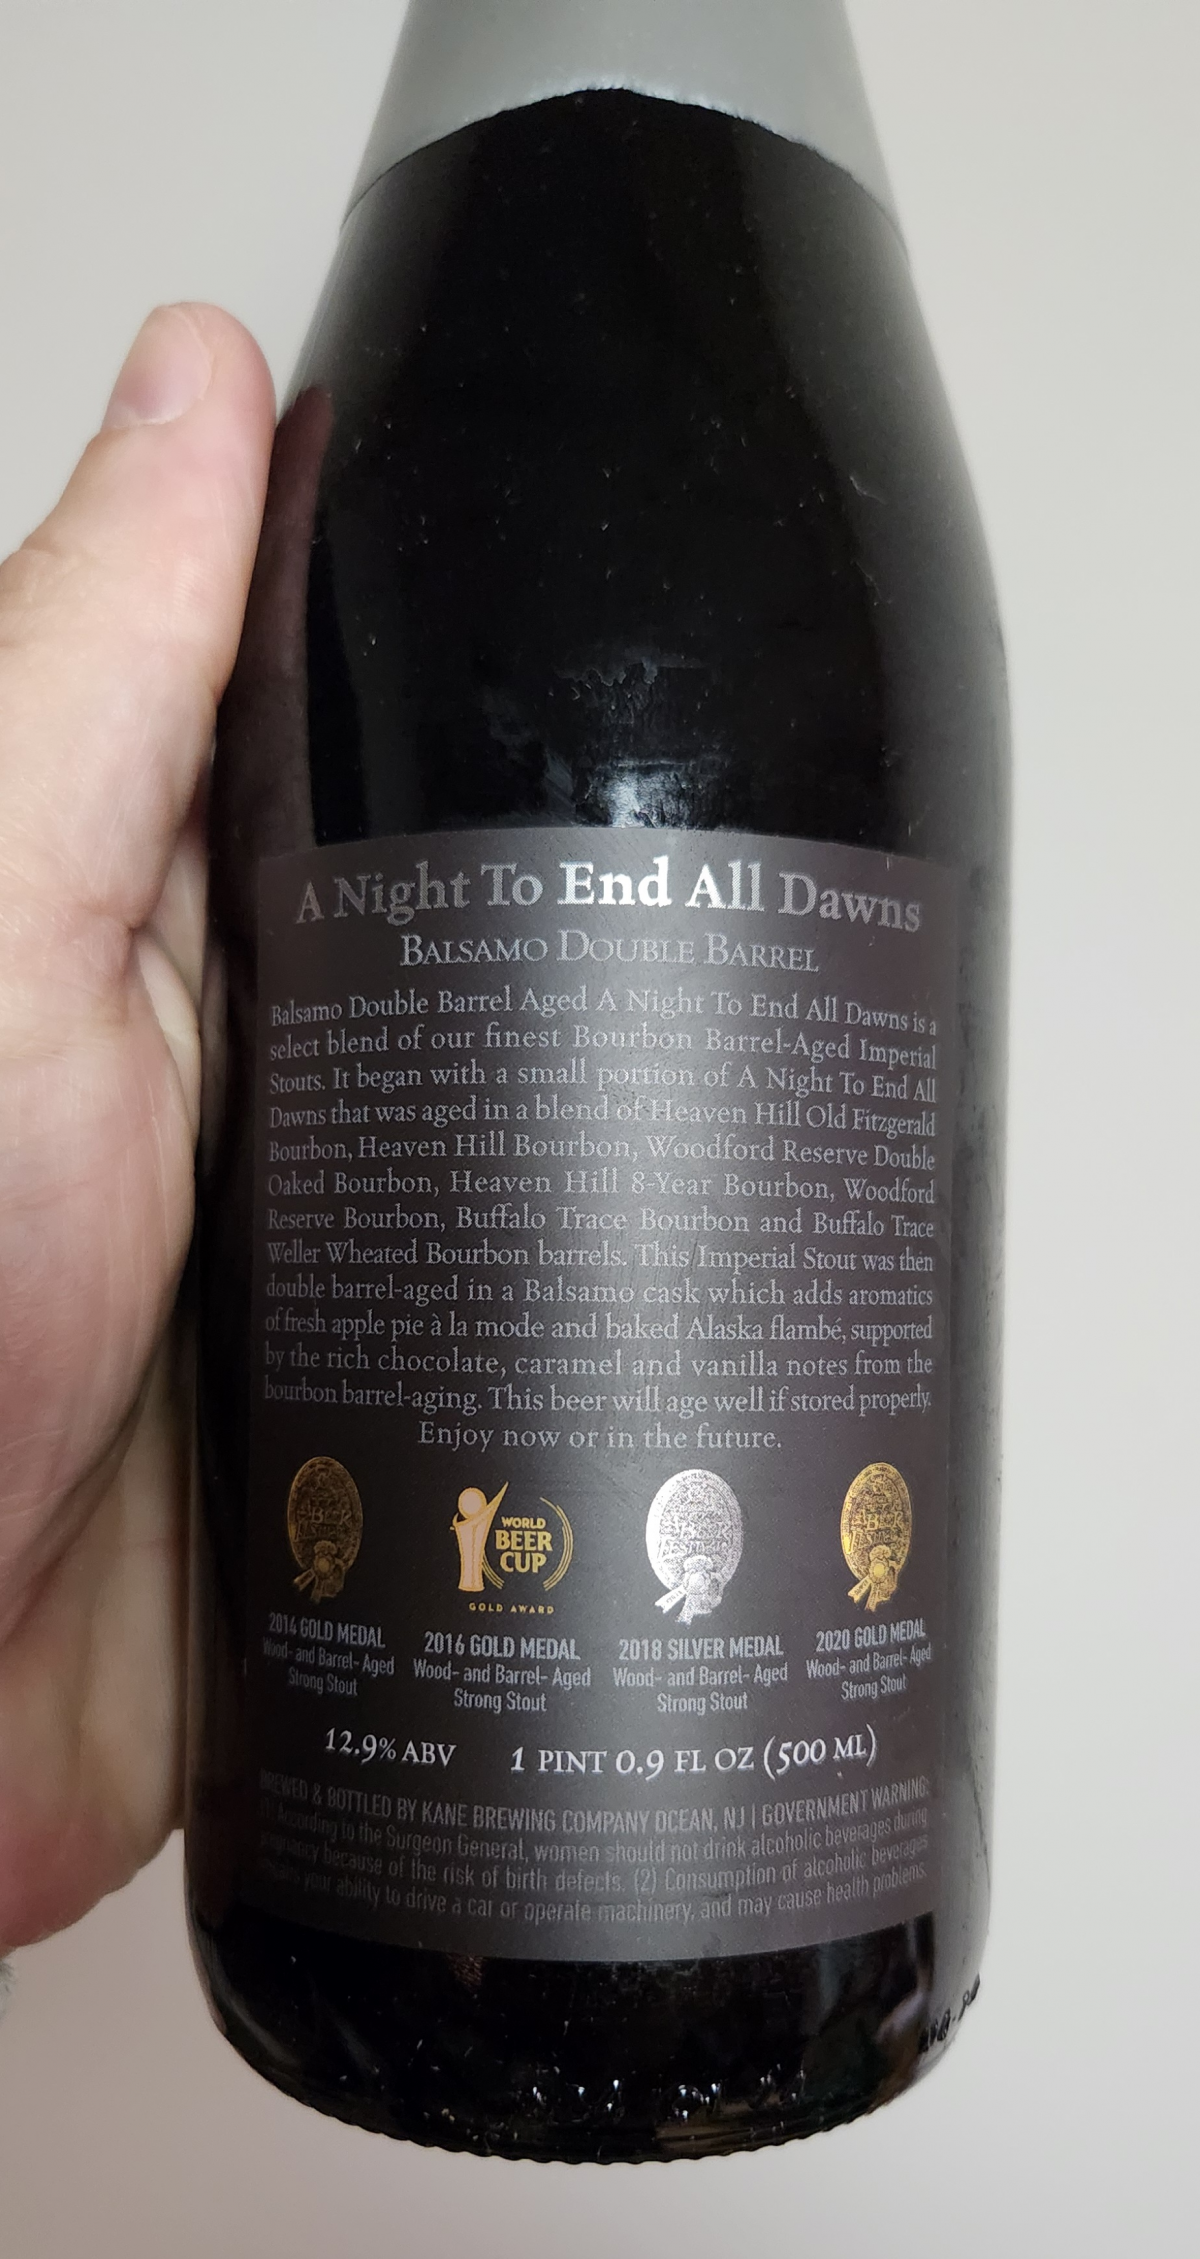 A Night To End All Dawns
BALSAMO DOUBLE BARREL
Balsamo Double Barrel Aged A Night To End All Dawns is a
select blend of our finest Bourbon Barrel-Aged Imperial
Stouts. It began with a small portion of A Night To End All
Dawns that was aged in a blend of Heaven Hill Old Fitzgerald
Bourbon, Heaven Hill Bourbon, Woodford Reserve Double
Oaked Bourbon, Heaven Hill 8-Year Bourbon, Woodford
Reserve Bourbon, Buffalo Trace Bourbon and Buffalo Trace
Weller Wheated Bourbon barrels. This Imperial Stout was then
double barrel-aged in a Balsamo cask which adds aromatics
of fresh apple pie à la mode and baked Alaska flambé, supported
by the rich chocolate, caramel and vanilla notes from the
bourbon barrel-aging. This beer will age well if stored properly.
Enjoy now or in the future.
BEER
WORLD
BEER
CUP
GOLD AWARD
BEER
BEER
2014 GOLD MEDAL
Wood- and Barrel- Aged
Strong Stout
2016 GOLD MEDAL
Wood- and Barrel- Aged
Strong Stout
2018 SILVER MEDAL
Wood- and Barrel- Aged
Strong Stout
2020 GOLD MEDAL
Wood- and Barrel- Aged
Strong Stout
12.9% ABV 1 PINT 0.9 FL OZ (500 ML)
BREWED & BOTTLED BY KANE BREWING COMPANY OCEAN, NJ | GOVERNMENT WARNING:
(1) According to the Surgeon General, women should not drink alcoholic beverages during
pregnancy because of the risk of birth defects. (2) Consumption of alcoholic beverages
impairs your ability to drive a car or operate machinery, and may cause health problems.